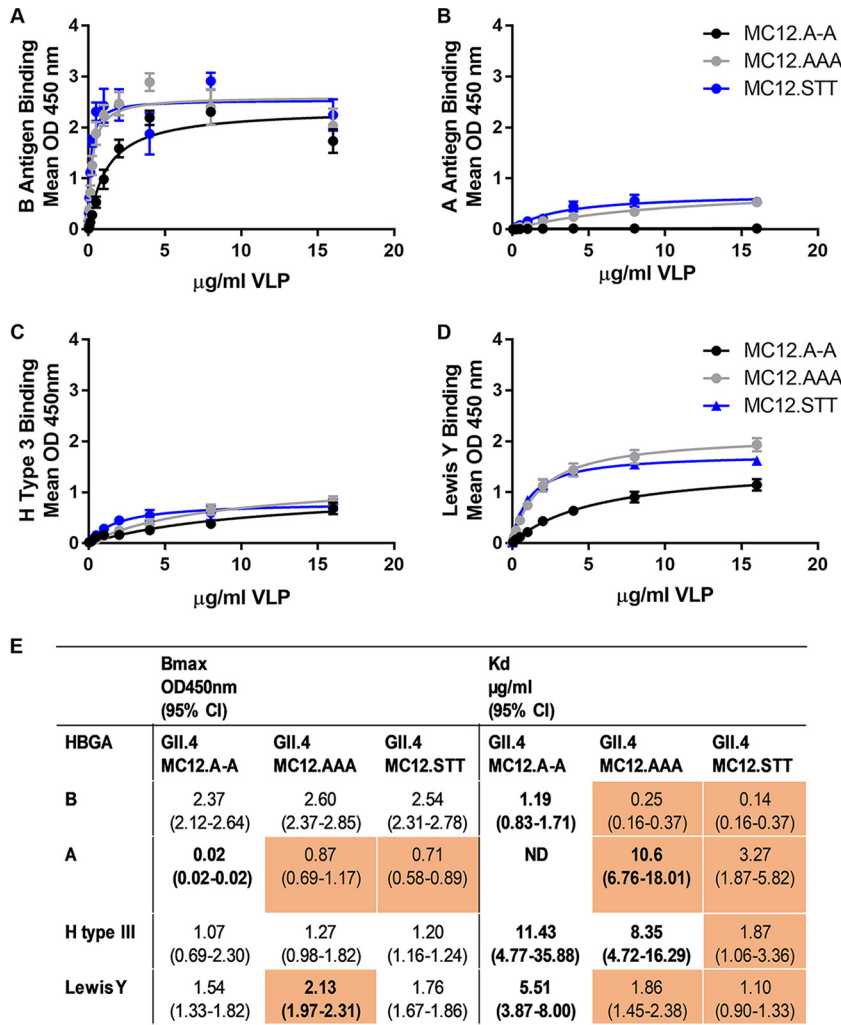 A
B Antigen Binding
Mean OD 450 nm
4
3
2
1
0
0 5 10 15 20
µg/ml VLP
B
A Antiegn Binding
Mean OD 450 nm
4
3
2
1
0
0 5 10 15 20
µg/ml VLP
MC12.A-A
MC12.AAA
MC12.STT
C
H Type 3 Binding
Mean OD 450nm
4
3
2
1
0
0 5 10 15 20
µg/ml VLP
D
Lewis Y Binding
Mean OD 450 nm
4
3
2
1
0
0 5 10 15 20
µg/ml VLP
MC12.A-A
MC12.AAA
MC12.STT
E
Bmax Kd
OD450nm µg/ml
(95% CI) (95% CI)
HBGA GII.4 GII.4 GII.4 GII.4 GII.4 GII.4
MC12.A-A MC12.AAA MC12.STT MC12.A-A MC12.AAA MC12.STT
B 2.37 2.60 2.54 1.19 0.25 0.14
(2.12-2.64) (2.37-2.85) (2.31-2.78) (0.83-1.71) (0.16-0.37) (0.16-0.37)
A 0.02 0.87 0.71 ND 10.6 3.27
(0.02-0.02) (0.69-1.17) (0.58-0.89) (6.76-18.01) (1.87-5.82)
H type III 1.07 1.27 1.20 11.43 8.35 1.87
(0.69-2.30) (0.98-1.82) (1.16-1.24) (4.77-35.88) (4.72-16.29) (1.06-3.36)
Lewis Y 1.54 2.13 1.76 5.51 1.86 1.10
(1.33-1.82) (1.97-2.31) (1.67-1.86) (3.87-8.00) (1.45-2.38) (0.90-1.33)